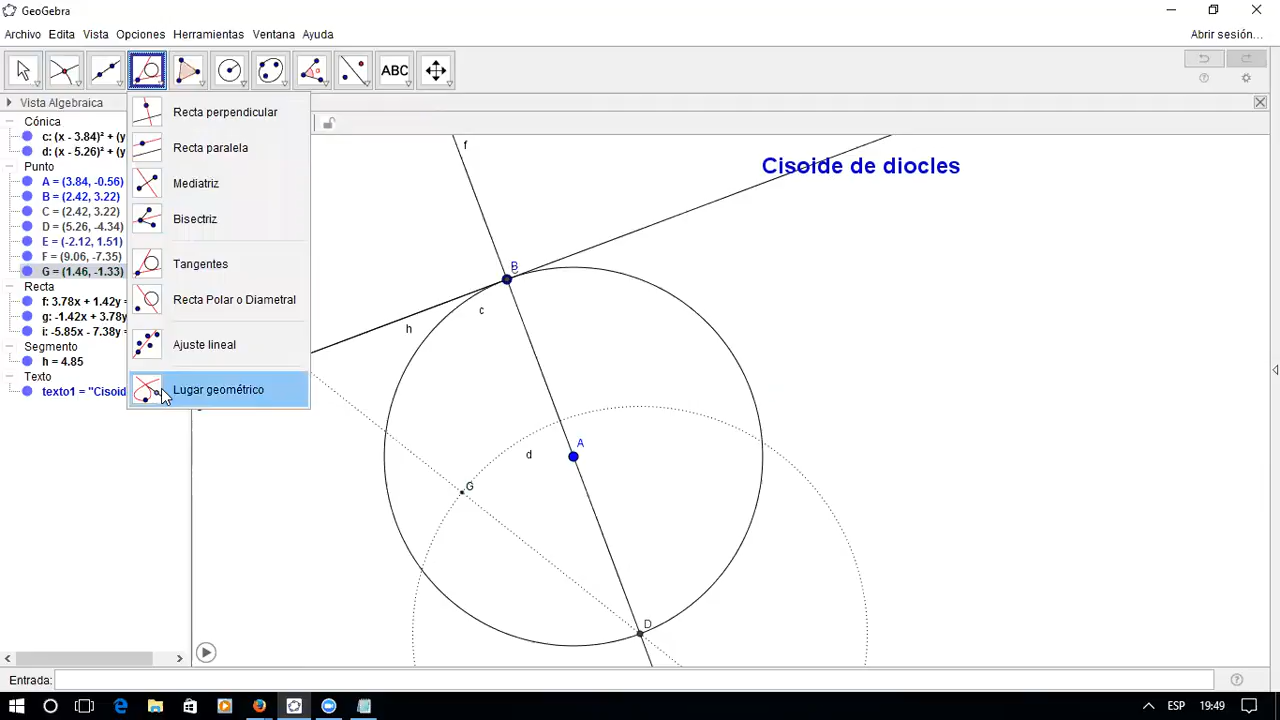 GeoGebra
Archivo Edita Vista Opciones Herramientas Ventana Ayuda
Abrir sesión...
ABC
Vista Algebraica
Cónica
c: (x - 3.84)² + (y
d: (x - 5.26)² + (y
Punto
A = (3.84, -0.56)
B = (2.42, 3.22)
C = (2.42, 3.22)
D = (5.26, -4.34)
E = (-2.12, 1.51)
F = (9.06, -7.35)
G = (1.46, -1.33)
Recta
f: 3.78x + 1.42y =
g: -1.42x + 3.78y
i: -5.85x - 7.38y =
Segmento
h = 4.85
Texto
texto1 = "Cisoid
Recta perpendicular
Recta paralela
Mediatriz
Bisectriz
Tangentes
Recta Polar o Diametral
Ajuste lineal
Lugar geométrico
f
Cisoide de diocles
B
c
h
A
d
G
D
Entrada:
ESP 19:49